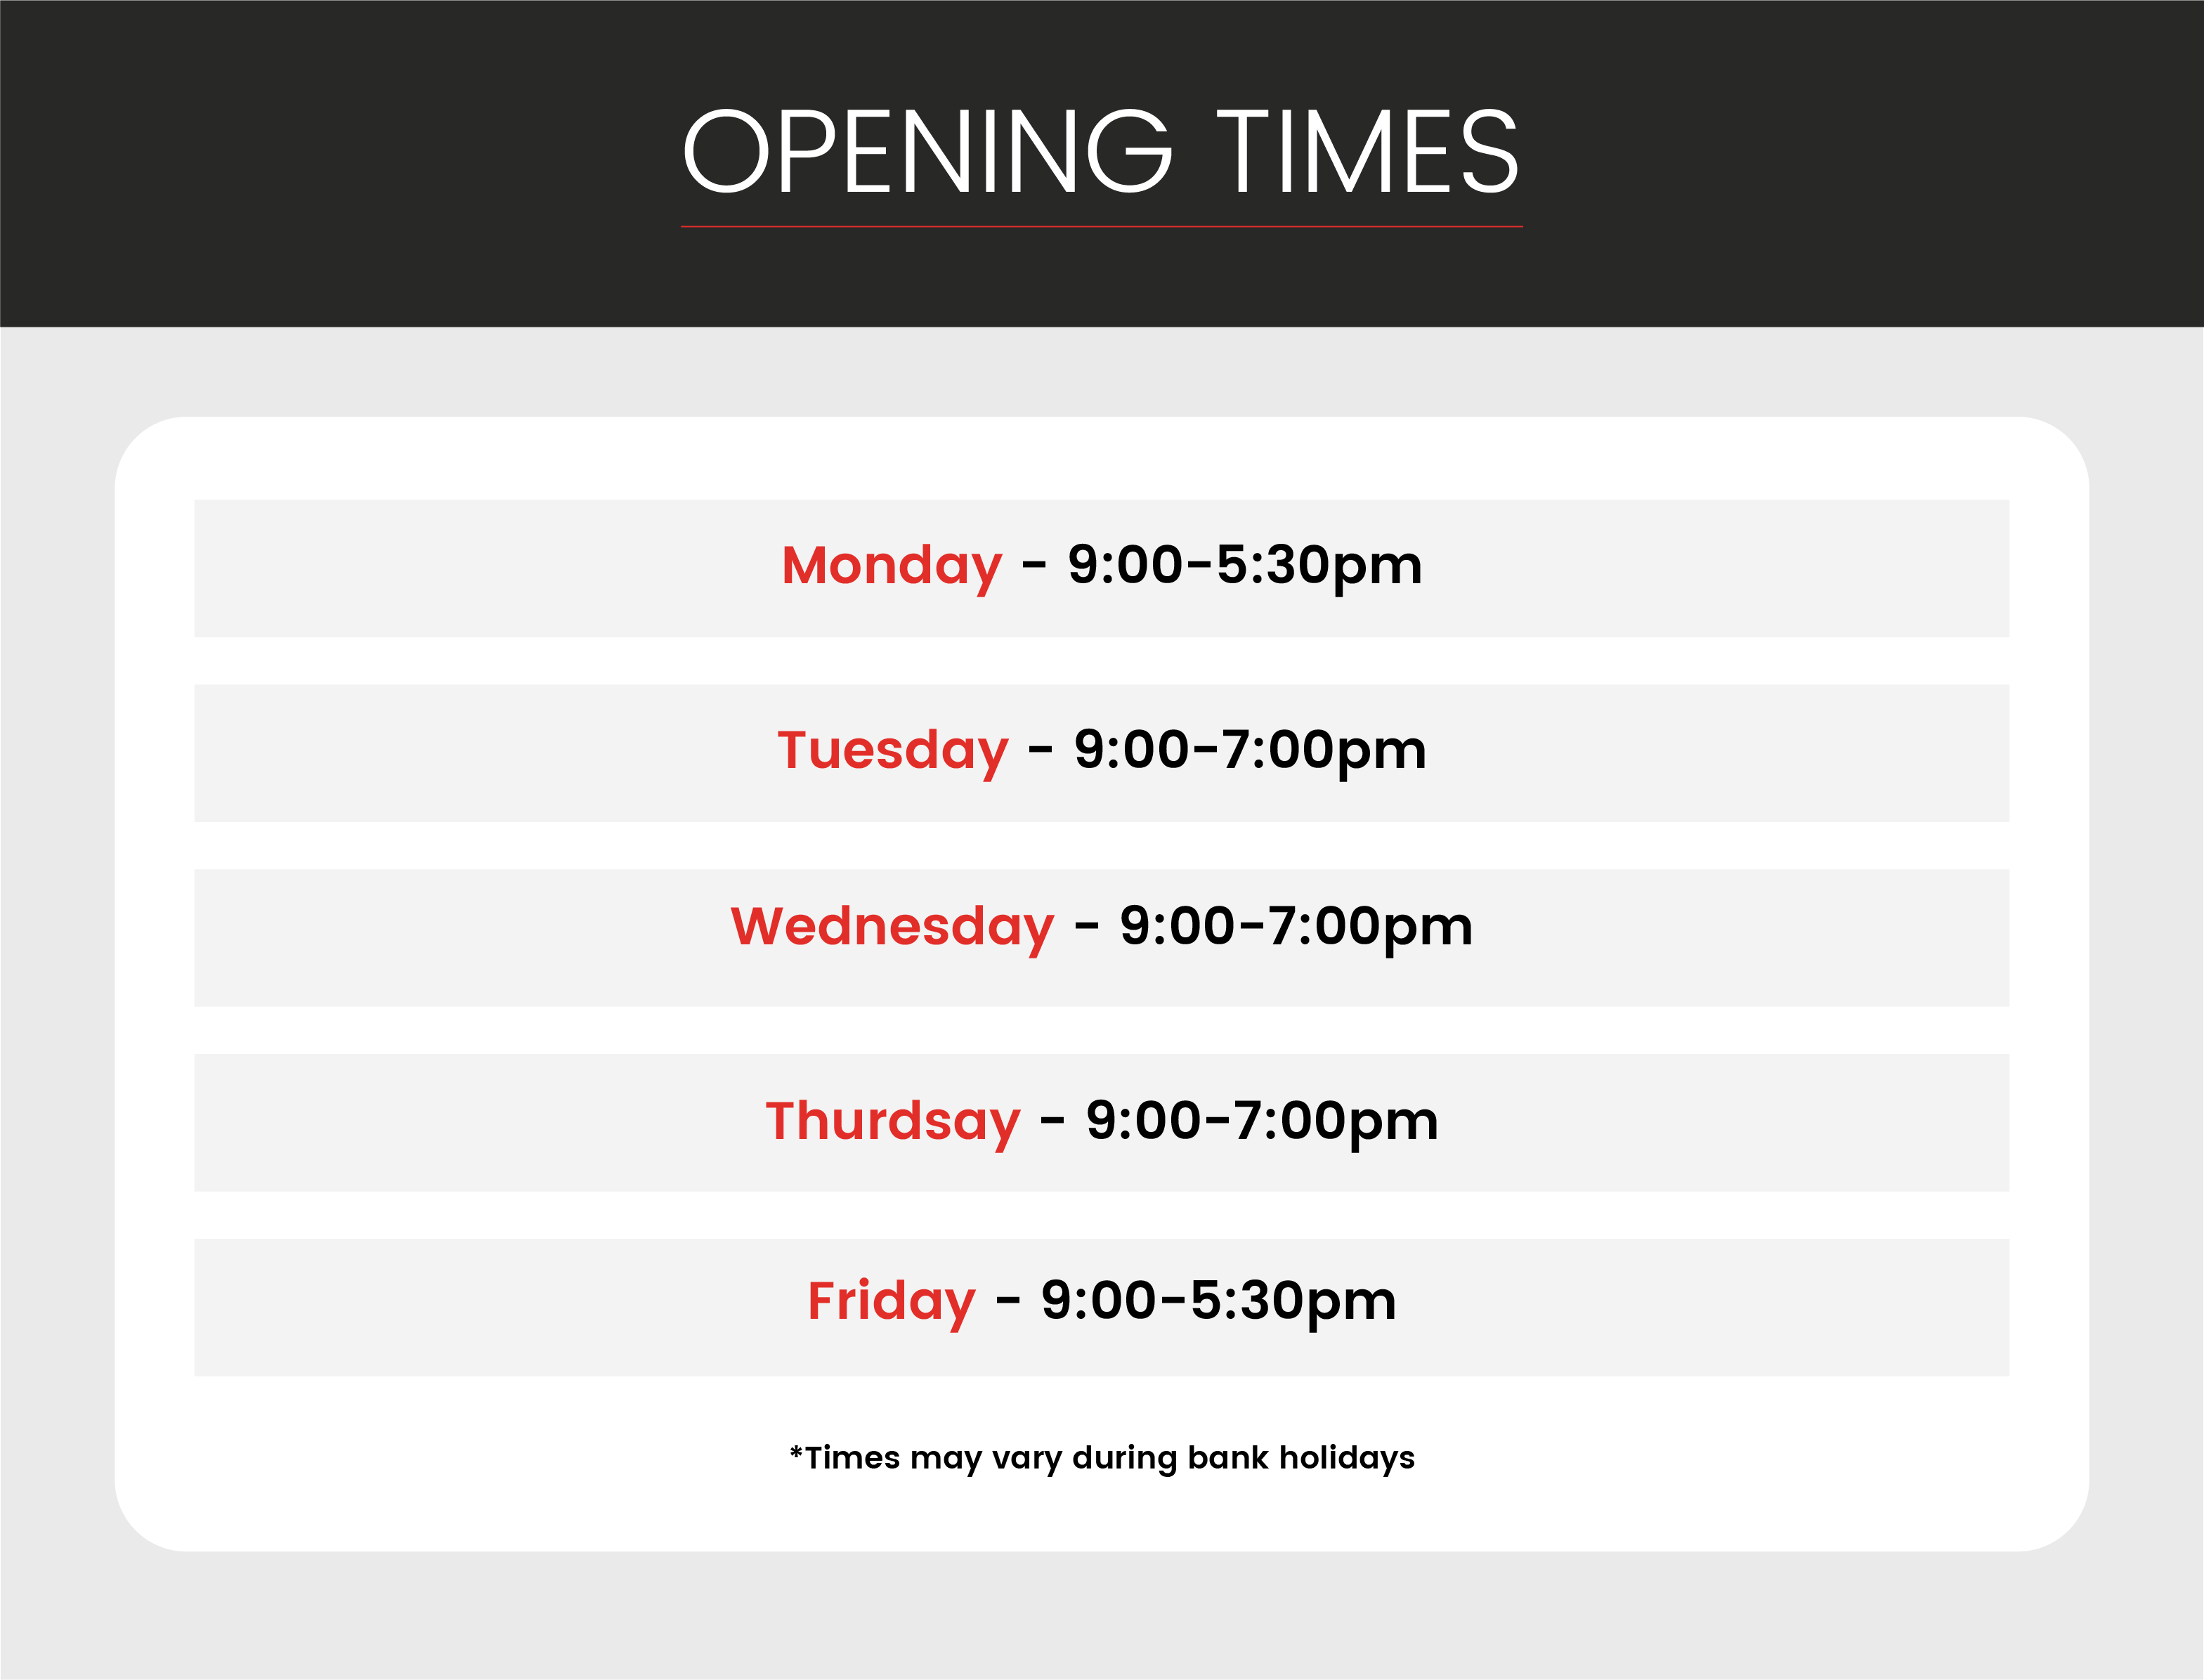 OPENING TIMES
Monday - 9:00-5:30pm
Tuesday - 9:00-7:00pm
Wednesday - 9:00-7:00pm
Thurdsay - 9:00-7:00pm
Friday - 9:00-5:30pm
*Times may vary during bank holidays